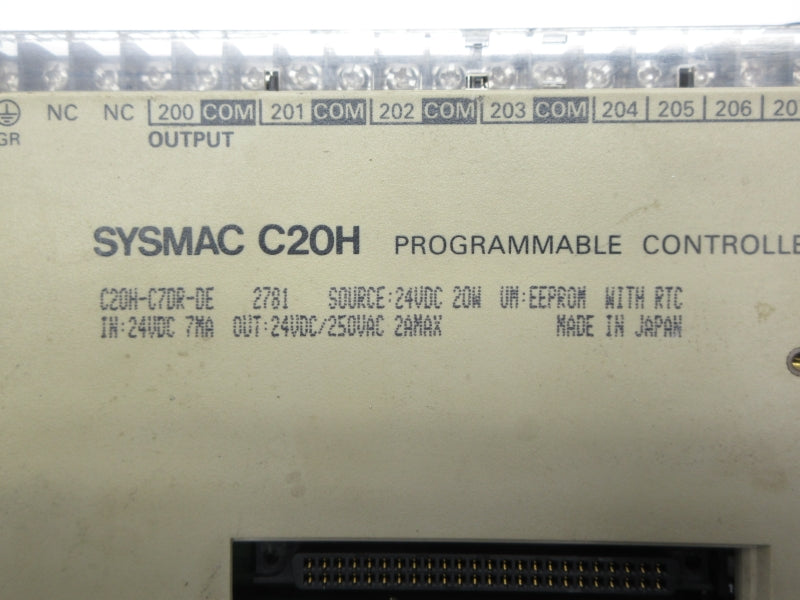 GR NC NC 200 COM 201 COM 202 COM 203 COM 204 205 206
OUTPUT
SYSMAC C20H PROGRAMMABLE CONTROLLE
C20H-C7DR-DE 2781 SOURCE:24VDC 20W UM:EEPROM WITH RTC
IN:24VDC 7MA OUT:24VDC/250VAC 2AMAX MADE IN JAPAN